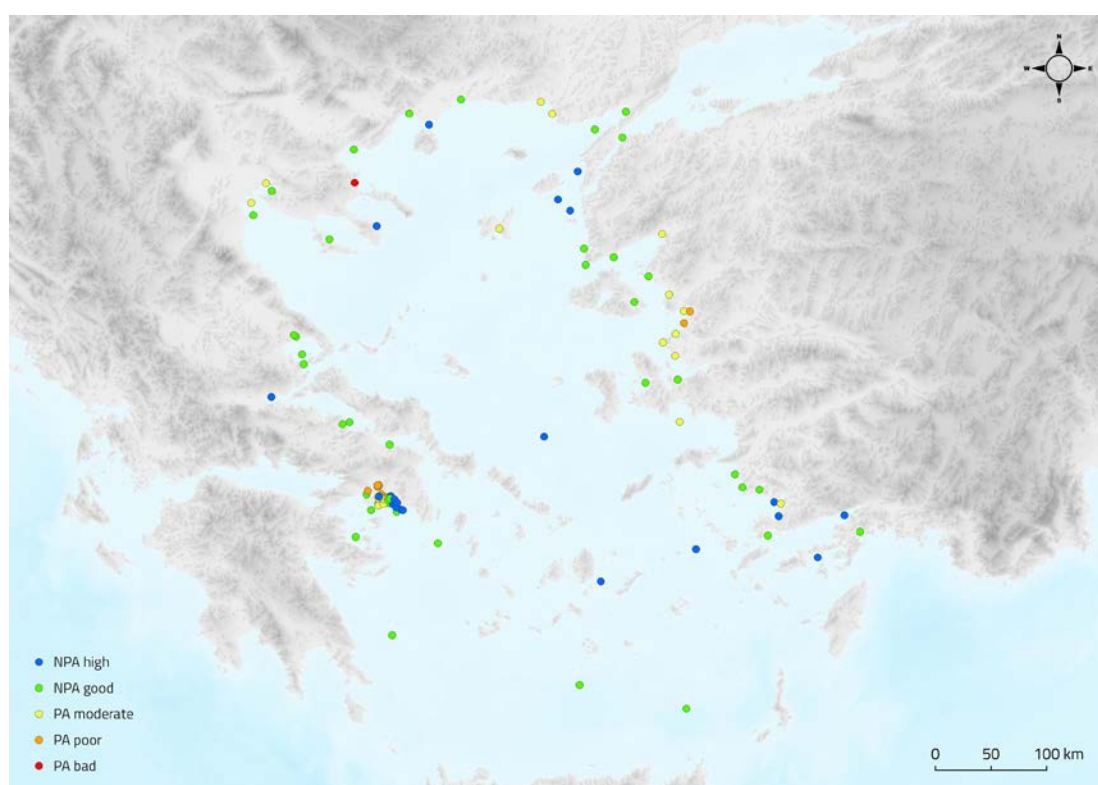 N
W E
S
NPA high
NPA good
PA moderate
PA poor
PA bad
0 50 100 km